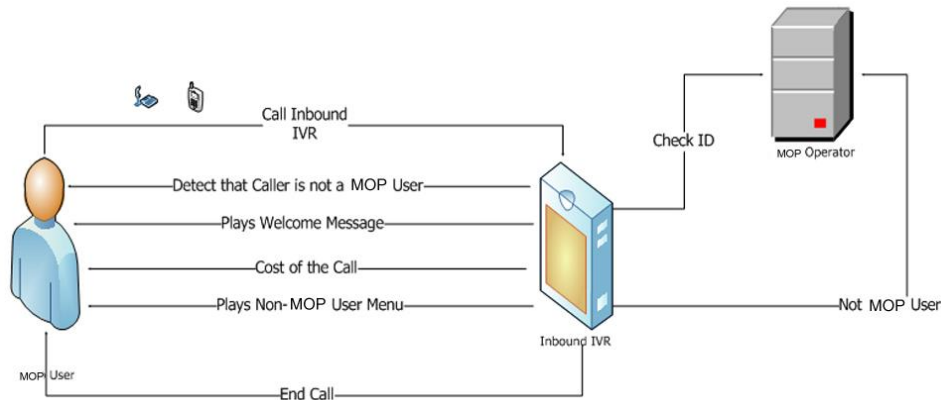 Call Inbound
IVR
Check ID
MOP Operator
Detect that Caller is not a MOP User
Plays Welcome Message
Cost of the Call
Plays Non-MOP User Menu
Not MOP User
Inbound IVR
MOP User
End Call